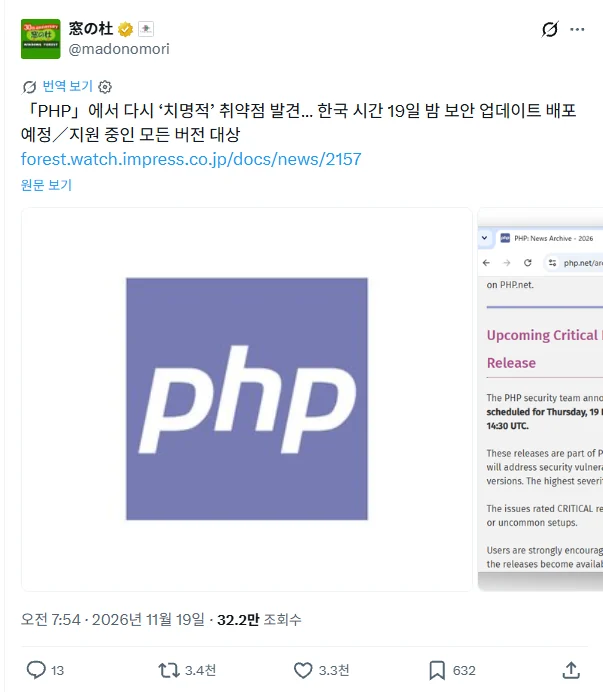 窓の杜
@madonomori
번역 보기
「PHP」에서 다시 ‘치명적’ 취약점 발견... 한국 시간 19일 밤 보안 업데이트 배포
예정／지원 중인 모든 버전 대상
forest.watch.impress.co.jp/docs/news/2157
원문 보기
php
PHP: News Archive - 2026
php.net/ar
on PHP.net.
Upcoming Critical
Release
The PHP security team anno
scheduled for Thursday, 19
14:30 UTC.
These releases are part of P
will address security vulnera
versions. The highest severi
The issues rated CRITICAL re
or uncommon setups.
Users are strongly encourag
the releases become availab
오전 7:54 · 2026년 11월 19일 · 32.2만 조회수
13
3.4천
3.3천
632